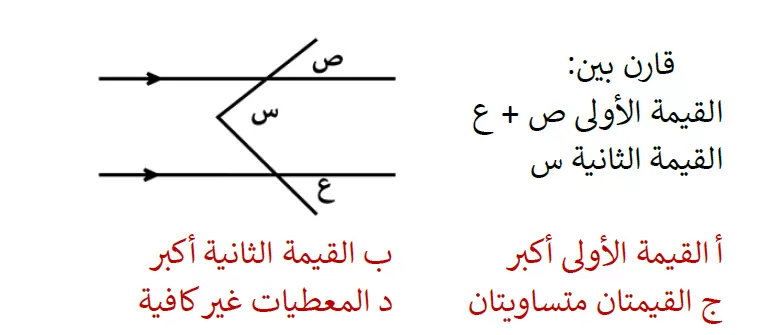 قارن بين:
القيمة الأولى ص + ع
القيمة الثانية س
ص
س
ع
أ القيمة الأولى أكبر
ب القيمة الثانية أكبر
ج القيمتان متساويتان
د المعطيات غير كافية